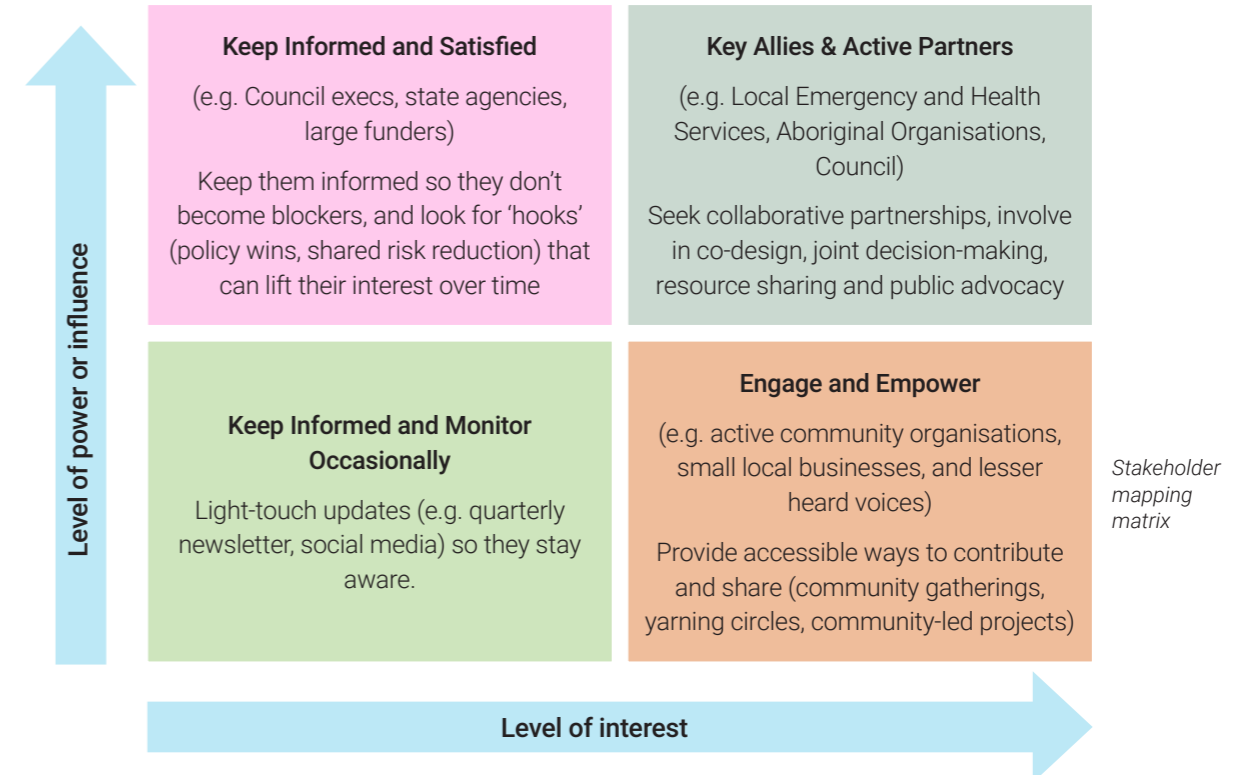 Level of power or influence
Keep Informed and Satisfied
(e.g. Council execs, state agencies,
large funders)
Keep them informed so they don’t
become blockers, and look for ‘hooks’
(policy wins, shared risk reduction) that
can lift their interest over time
Key Allies & Active Partners
(e.g. Local Emergency and Health
Services, Aboriginal Organisations,
Council)
Seek collaborative partnerships, involve
in co-design, joint decision-making,
resource sharing and public advocacy
Keep Informed and Monitor
Occasionally
Light-touch updates (e.g. quarterly
newsletter, social media) so they stay
aware.
Engage and Empower
(e.g. active community organisations,
small local businesses, and lesser
heard voices)
Provide accessible ways to contribute
and share (community gatherings,
yarning circles, community-led projects)
Stakeholder
mapping
matrix
Level of interest